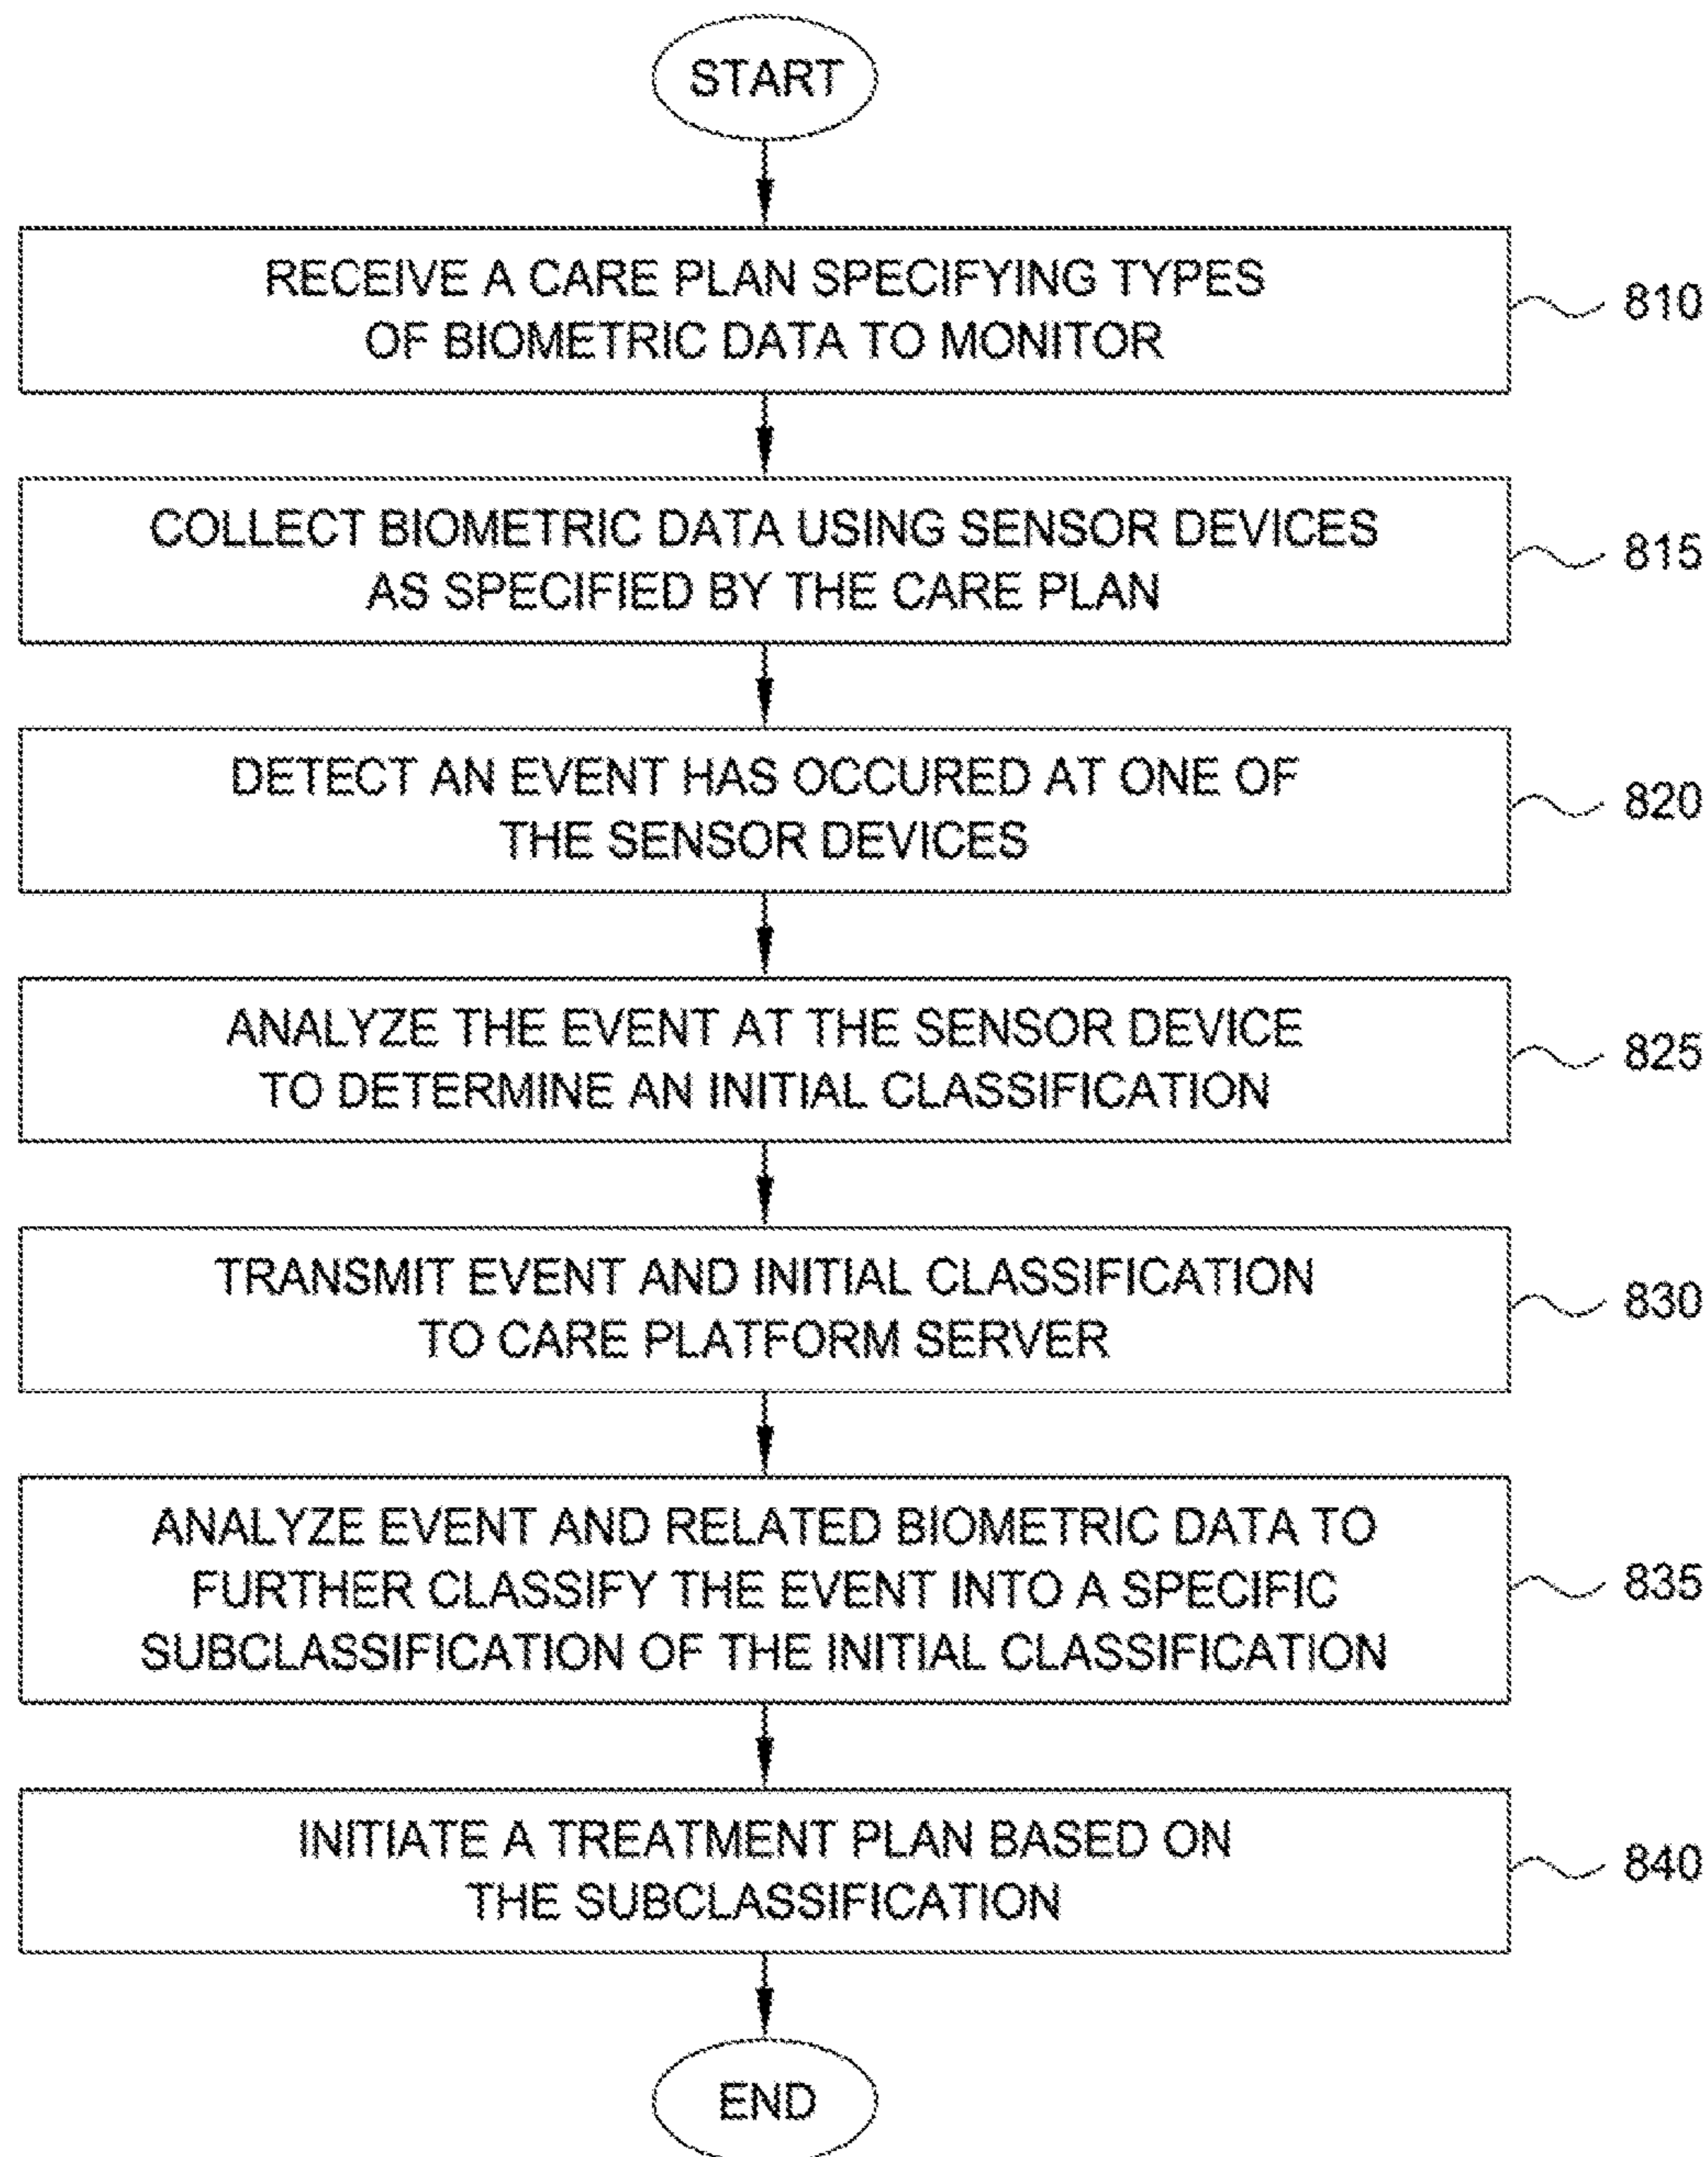 START
RECEIVE A CARE PLAN SPECIFYING TYPES
OF BIOMETRIC DATA TO MONITOR
810
COLLECT BIOMETRIC DATA USING SENSOR DEVICES
AS SPECIFIED BY THE CARE PLAN
815
DETECT AN EVENT HAS OCCURED AT ONE OF
THE SENSOR DEVICES
820
ANALYZE THE EVENT AT THE SENSOR DEVICE
TO DETERMINE AN INITIAL CLASSIFICATION
825
TRANSMIT EVENT AND INITIAL CLASSIFICATION
TO CARE PLATFORM SERVER
830
ANALYZE EVENT AND RELATED BIOMETRIC DATA TO
FURTHER CLASSIFY THE EVENT INTO A SPECIFIC
SUBCLASSIFICATION OF THE INITIAL CLASSIFICATION
835
INITIATE A TREATMENT PLAN BASED ON
THE SUBCLASSIFICATION
840
END